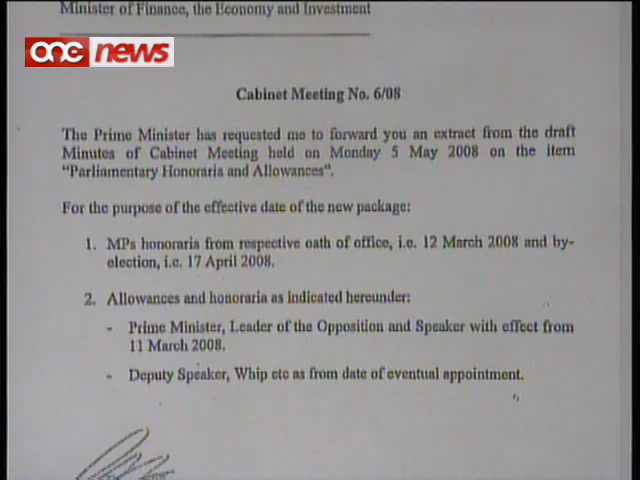 Minister of Finance, the Economy and Investment
one news
Cabinet Meeting No. 6/08
The Prime Minister has requested me to forward you an extract from the draft
Minutes of Cabinet Meeting held on Monday 5 May 2008 on the item
"Parliamentary Honoraria and Allowances".
For the purpose of the effective date of the new package:
1. MPs honoraria from respective oath of office, i.e. 12 March 2008 and by-
election, i.e. 17 April 2008.
2. Allowances and honoraria as indicated hereunder:
- Prime Minister, Leader of the Opposition and Speaker with effect from
11 March 2008.
- Deputy Speaker, Whip etc as from date of eventual appointment.